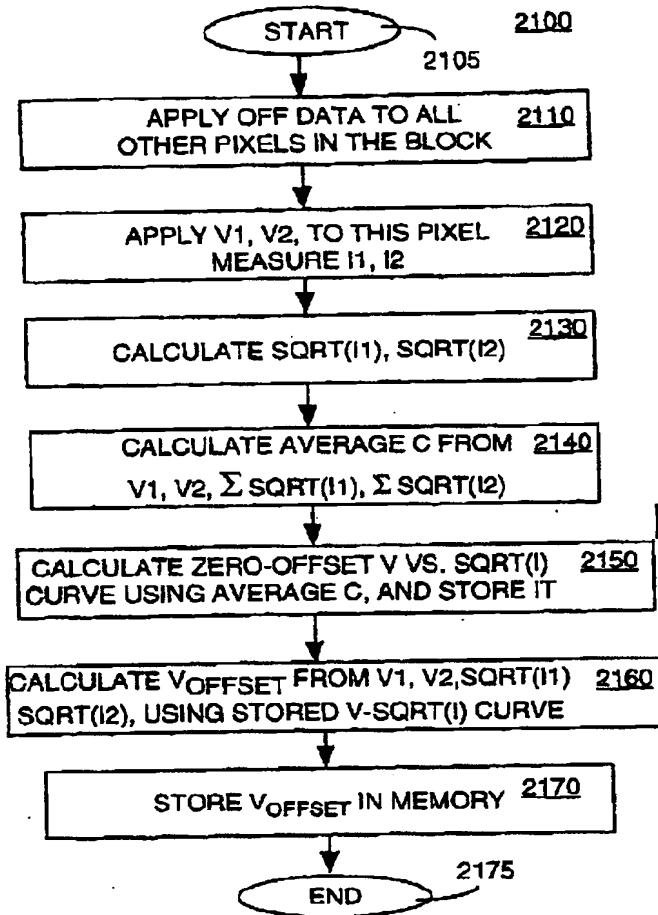 START 2100
2105
APPLY OFF DATA TO ALL 2110
OTHER PIXELS IN THE BLOCK
APPLY V1, V2, TO THIS PIXEL 2120
MEASURE I1, I2
2130
CALCULATE SQRT(I1), SQRT(I2)
CALCULATE AVERAGE C FROM 2140
V1, V2, Σ SQRT(I1), Σ SQRT(I2)
CALCULATE ZERO-OFFSET V VS. SQRT(I) 2150
CURVE USING AVERAGE C, AND STORE IT
CALCULATE VOFFSET FROM V1, V2,SQRT(I1) 2160
SQRT(I2), USING STORED V-SQRT(I) CURVE
STORE VOFFSET IN MEMORY 2170
2175
END